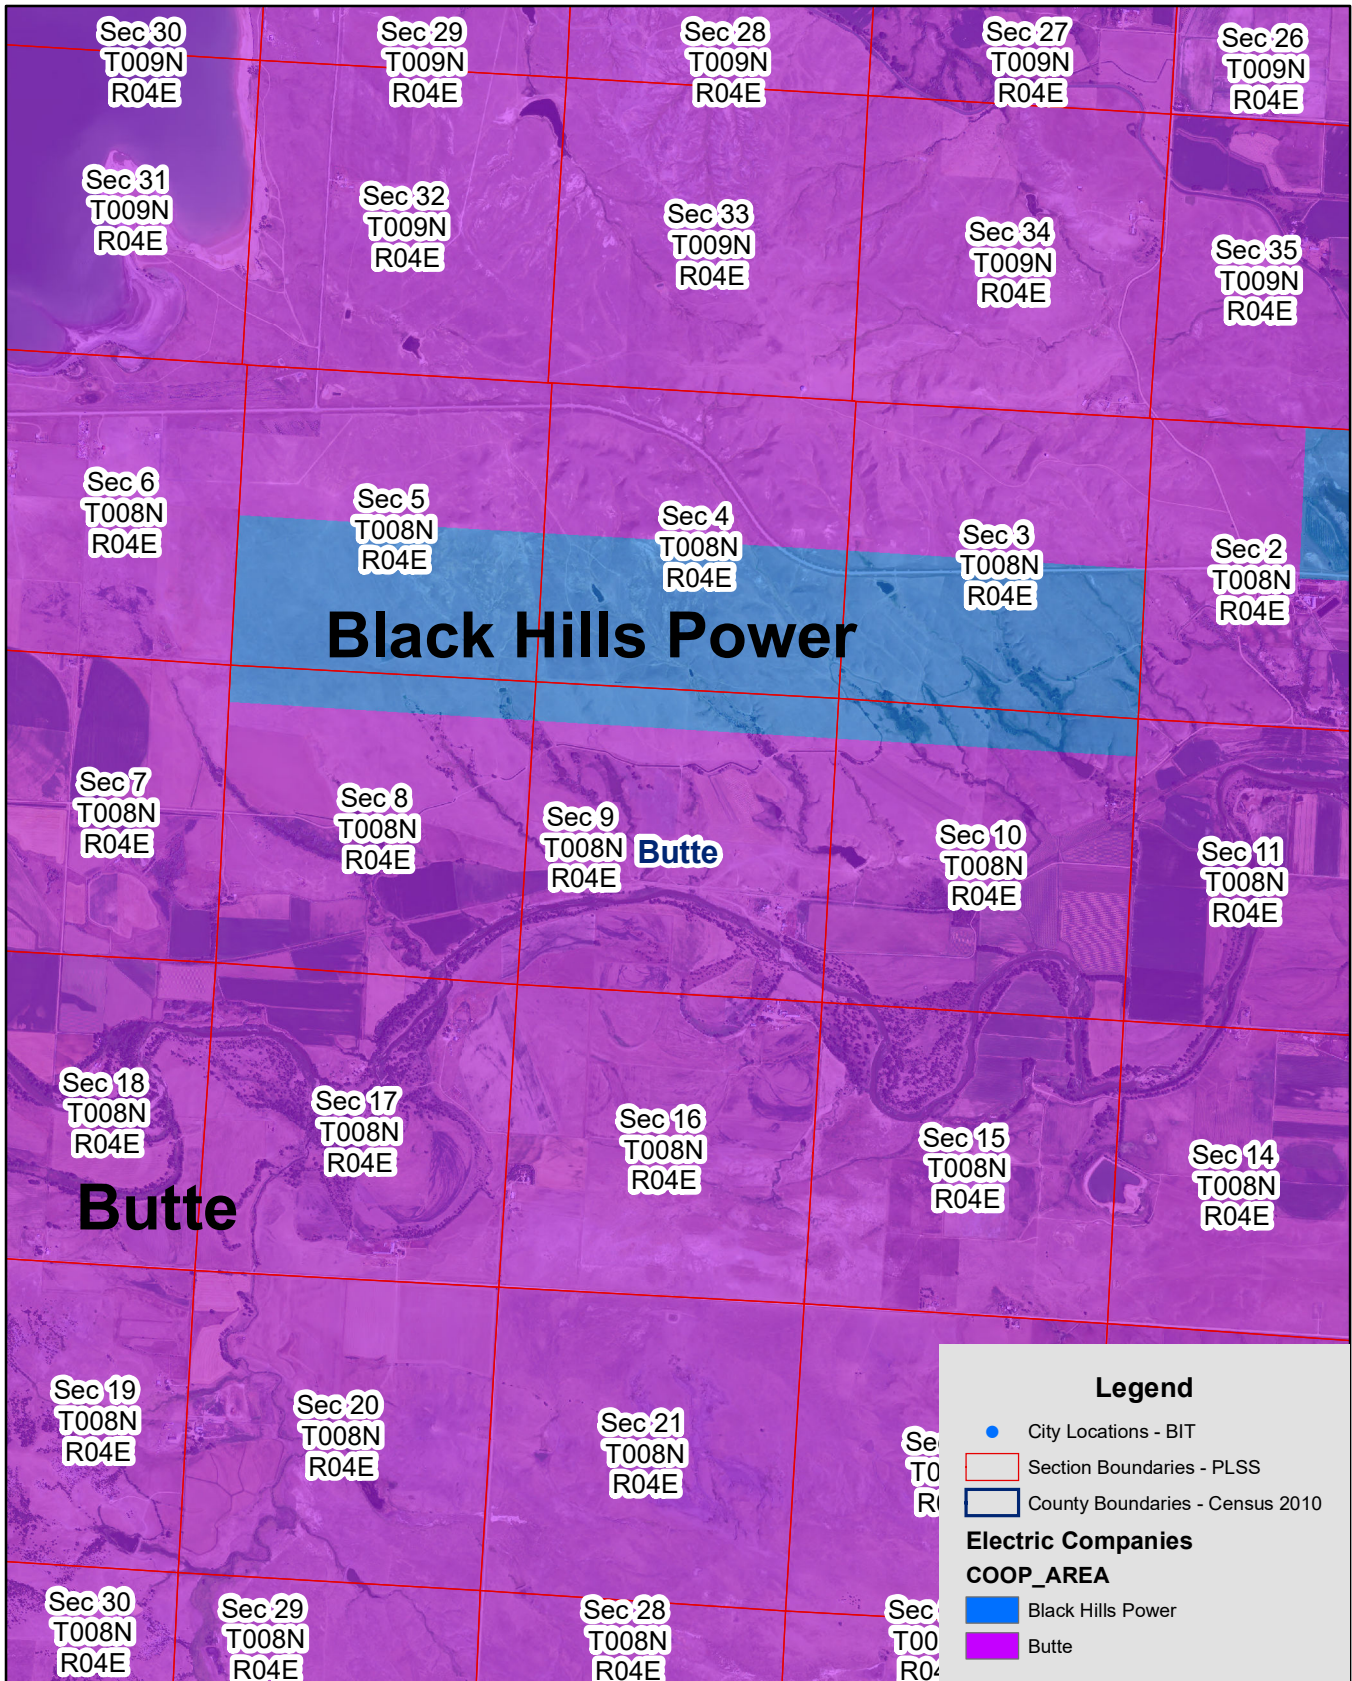 Sec 30
T009N
R04E
Sec 29
T009N
R04E
Sec 28
T009N
R04E
Sec 27
T009N
R04E
Sec 26
T009N
R04E
Sec 31
T009N
R04E
Sec 32
T009N
R04E
Sec 33
T009N
R04E
Sec 34
T009N
R04E
Sec 35
T009N
R04E
Sec 6
T008N
R04E
Sec 5
T008N
R04E
Sec 4
T008N
R04E
Sec 3
T008N
R04E
Sec 2
T008N
R04E
Black Hills Power
Sec 7
T008N
R04E
Sec 8
T008N
R04E
Sec 9
T008N
R04E
Butte
Sec 10
T008N
R04E
Sec 11
T008N
R04E
Sec 18
T008N
R04E
Sec 17
T008N
R04E
Sec 16
T008N
R04E
Sec 15
T008N
R04E
Sec 14
T008N
R04E
Butte
Sec 19
T008N
R04E
Sec 20
T008N
R04E
Sec 21
T008N
R04E
Sec 30
T008N
R04E
Sec 29
T008N
R04E
Sec 28
T008N
R04E
Sec
T00
R04
Legend
City Locations - BIT
Section Boundaries - PLSS
County Boundaries - Census 2010
Electric Companies
COOP_AREA
Black Hills Power
Butte